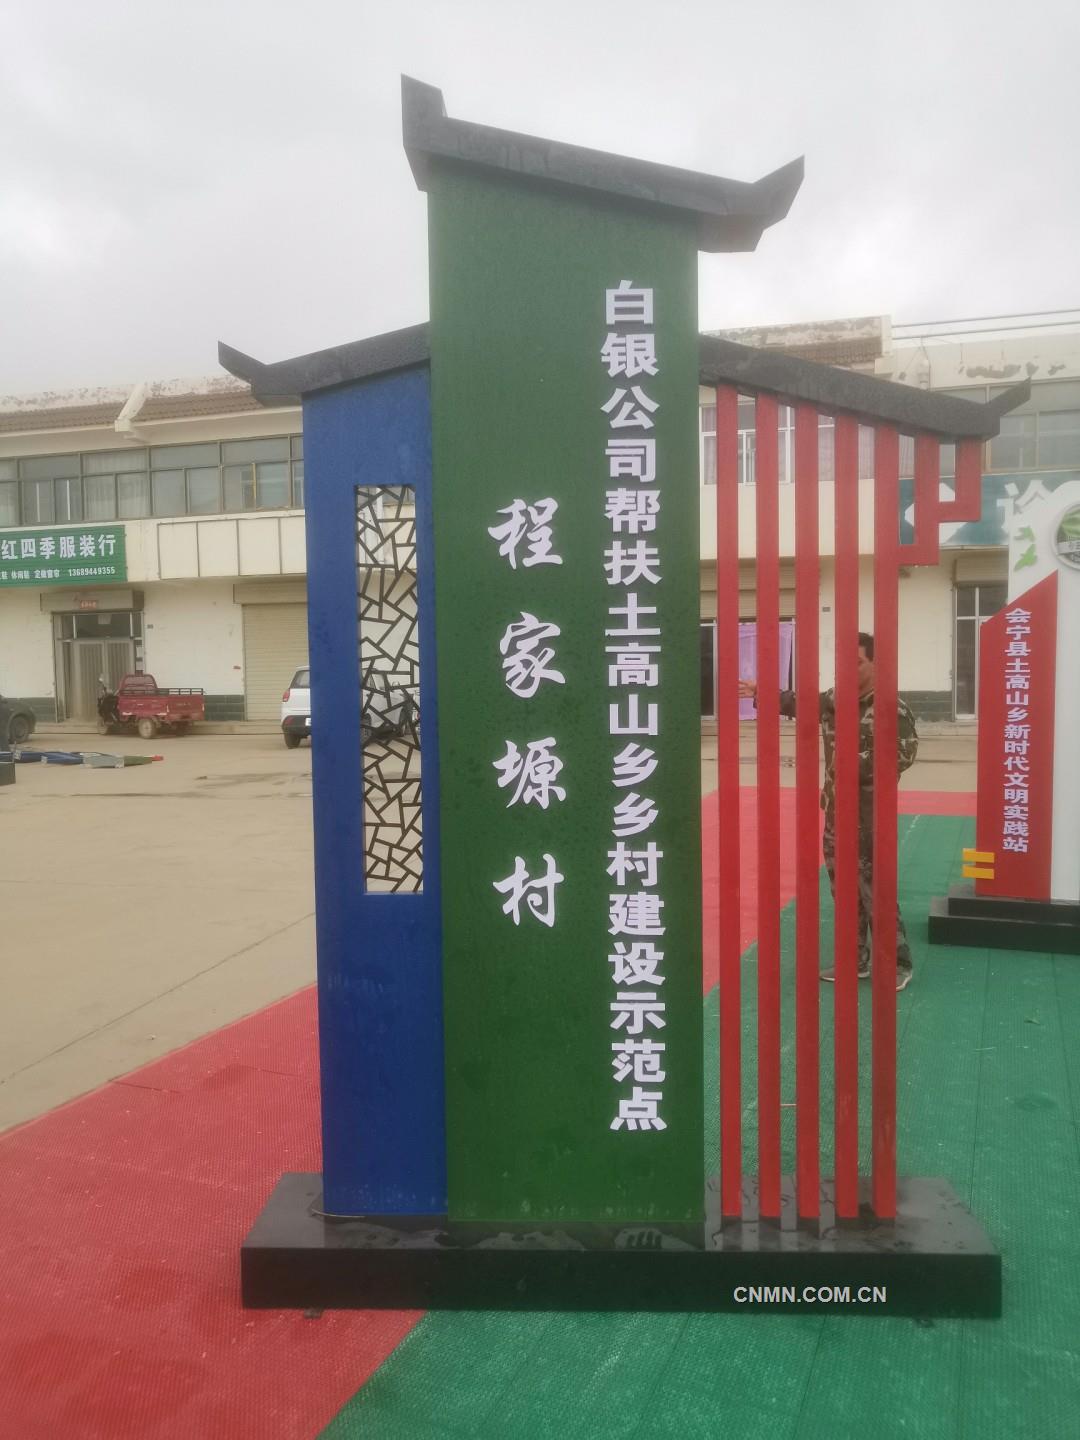 白银公司帮扶土高山乡乡村建设示范点
程家塬村
红四季服装行
13689449355
会宁县土高山乡新时代文明实践站
CNMN.COM.CN